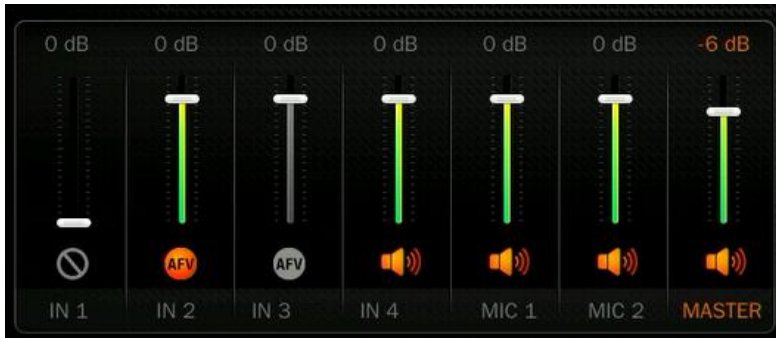 0 dB 0 dB 0 dB 0 dB 0 dB 0 dB -6 dB
AFV AFV
IN 1 IN 2 IN 3 IN 4 MIC 1 MIC 2 MASTER